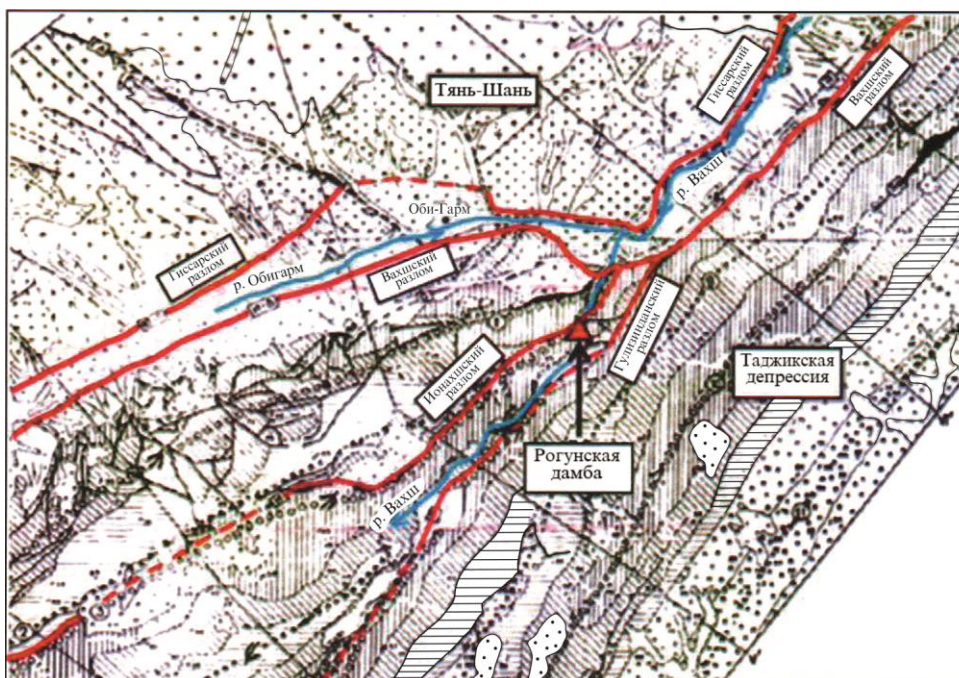 Тянь-Шань
Гиссарский
разлом
Вахшский
разлом
р. Вахш
Оби-Гарм
Гиссарский
разлом
р. Обигарм
Вахшский
разлом
Гулизинданский
разлом
Ионахшский
разлом
Таджикская
депрессия
Рогунская
дамба
р. Вахш